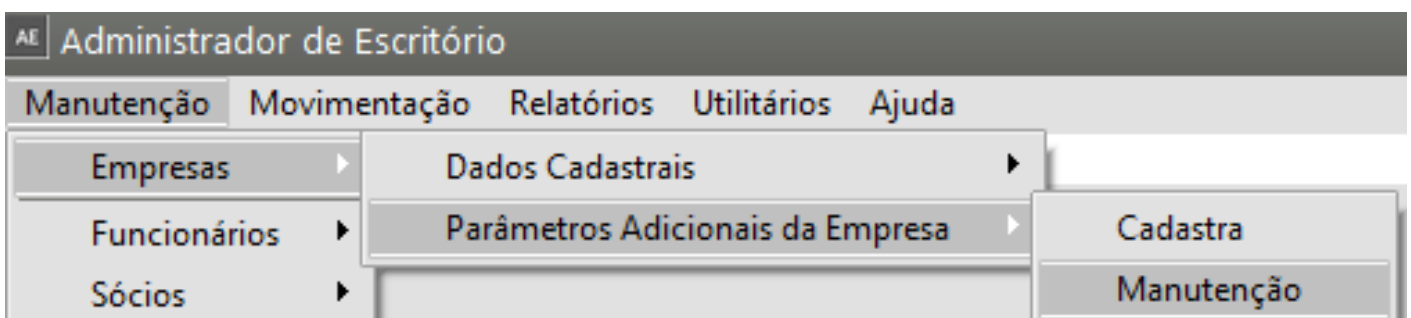 AE Administrador de Escritório
Manutenção Movimentação Relatórios Utilitários Ajuda
Empresas Dados Cadastrais
Funcionários Parâmetros Adicionais da Empresa Cadastra
Sócios Manutenção